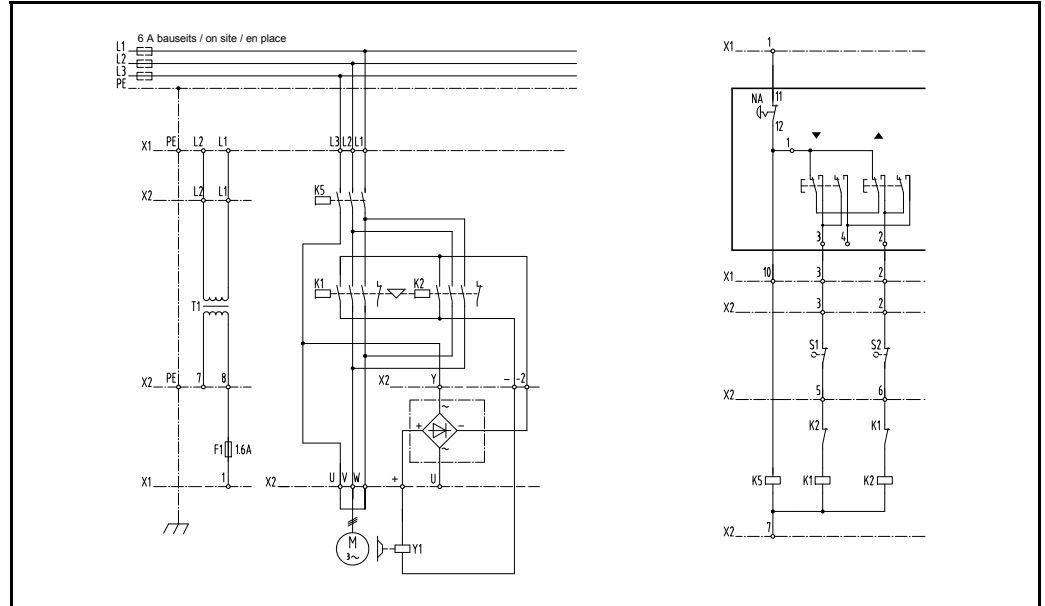 6 A bauseits / on site / en place
L1
L2
L3
PE
X1 PE L2 L1 L3 L2 L1
X2 L2 L1
K5
K1 K2
T1
X2 PE 7 8
X2 Y - -2
~
+ -
~
F1 1.6A
X1 1
X2 U V W + U
M
3~
Y1
X1 1
NA 11
12
1
3 4 2
X1 10 3 2
X2 3 2
S1 S2
X2 5 6
K2 K1
K5 K1 K2
X2 7